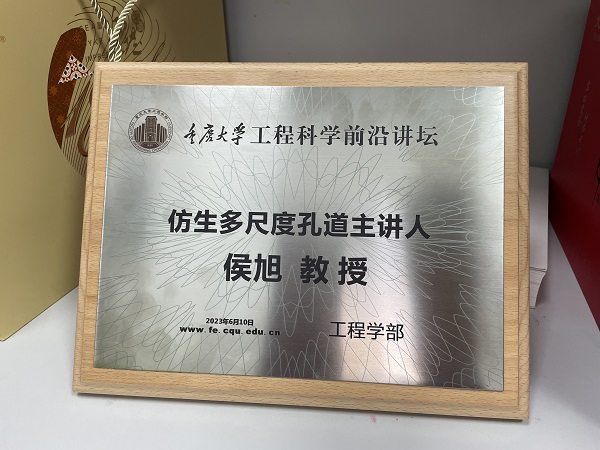 重庆大学工程科学前沿讲坛
仿生多尺度孔道主讲人
侯旭 教授
2023年6月10日
www.fe.cqu.edu.cn
工程学部